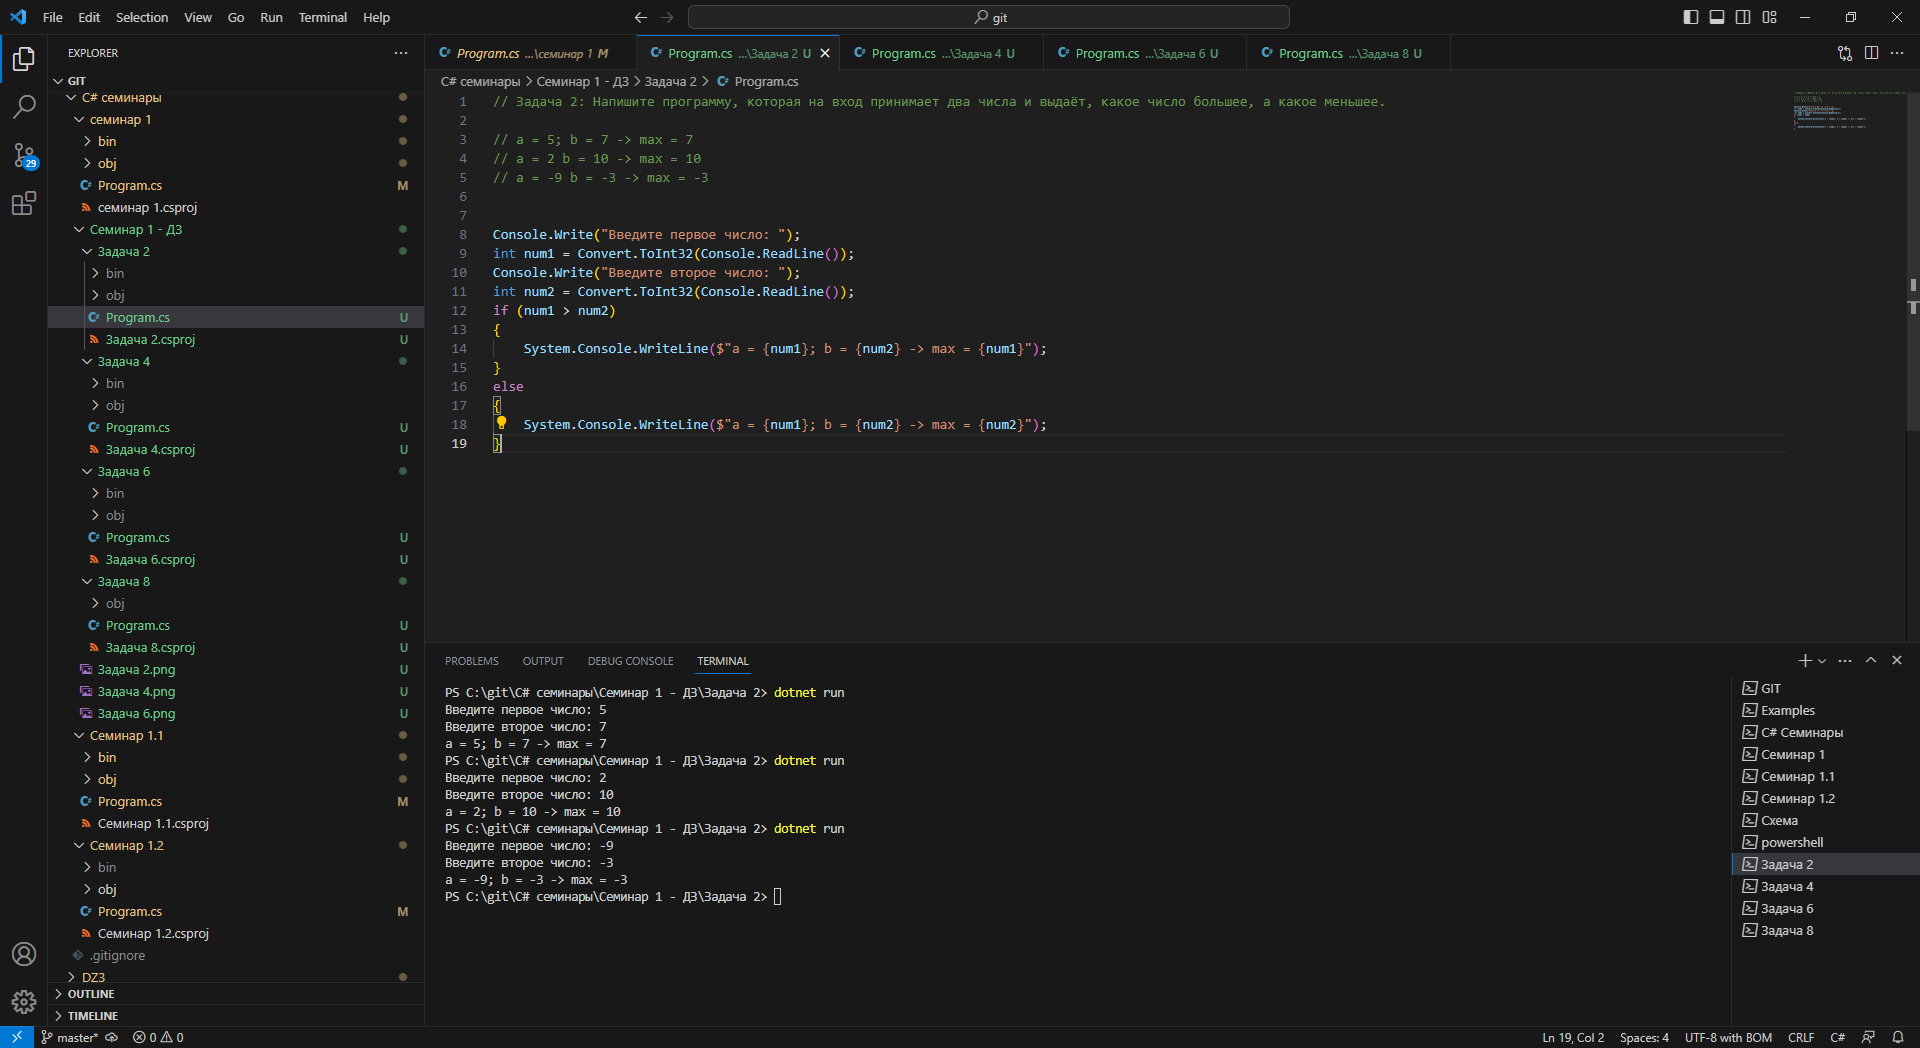 File Edit Selection View Go Run Terminal Help
git
EXPLORER
GIT
C# семинары
семинар 1
bin
obj
Program.cs M
семинар 1.csproj
Семинар 1 - ДЗ
Задача 2
bin
obj
Program.cs U
Задача 2.csproj U
Задача 4
bin
obj
Program.cs U
Задача 4.csproj U
Задача 6
bin
obj
Program.cs U
Задача 6.csproj U
Задача 8
obj
Program.cs U
Задача 8.csproj U
Задача 2.png U
Задача 4.png U
Задача 6.png U
Семинар 1.1
bin
obj
Program.cs M
Семинар 1.1.csproj
Семинар 1.2
bin
obj
Program.cs M
Семинар 1.2.csproj
.gitignore
DZ3
OUTLINE
TIMELINE
29
Program.cs ...\семинар 1 M
Program.cs ...\Задача 2 U
Program.cs ...\Задача 4 U
Program.cs ...\Задача 6 U
Program.cs ...\Задача 8 U
C# семинары > Семинар 1 - ДЗ > Задача 2 > Program.cs
1 // Задача 2: Напишите программу, которая на вход принимает два числа и выдаёт, какое число большее, а какое меньшее.
2
3 // a = 5; b = 7 -> max = 7
4 // a = 2 b = 10 -> max = 10
5 // a = -9 b = -3 -> max = -3
6
7
8 Console.Write("Введите первое число: ");
9 int num1 = Convert.ToInt32(Console.ReadLine());
10 Console.Write("Введите второе число: ");
11 int num2 = Convert.ToInt32(Console.ReadLine());
12 if (num1 > num2)
13 {
14 System.Console.WriteLine($"a = {num1}; b = {num2} -> max = {num1}");
15 }
16 else
17 {
18 System.Console.WriteLine($"a = {num1}; b = {num2} -> max = {num2}");
19 }
PROBLEMS OUTPUT DEBUG CONSOLE TERMINAL
PS C:\git\C# семинары\Семинар 1 - ДЗ\Задача 2> dotnet run
Введите первое число: 5
Введите второе число: 7
a = 5; b = 7 -> max = 7
PS C:\git\C# семинары\Семинар 1 - ДЗ\Задача 2> dotnet run
Введите первое число: 2
Введите второе число: 10
a = 2; b = 10 -> max = 10
PS C:\git\C# семинары\Семинар 1 - ДЗ\Задача 2> dotnet run
Введите первое число: -9
Введите второе число: -3
a = -9; b = -3 -> max = -3
PS C:\git\C# семинары\Семинар 1 - ДЗ\Задача 2>
GIT
Examples
C# Семинары
Семинар 1
Семинар 1.1
Семинар 1.2
Схема
powershell
Задача 2
Задача 4
Задача 6
Задача 8
master* 0 0
Ln 19, Col 2 Spaces: 4 UTF-8 with BOM CRLF C#